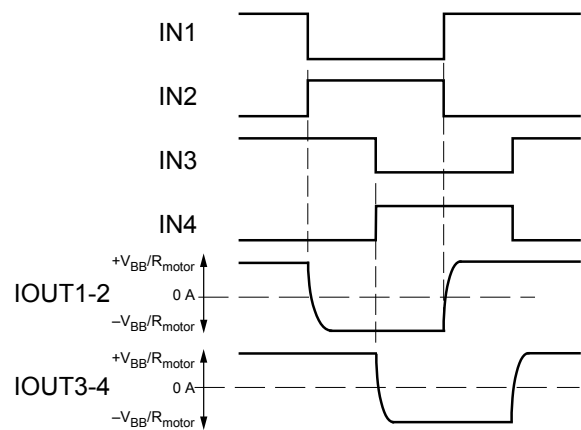 IN1
IN2
IN3
IN4
+VBB/Rmotor
IOUT1-2
0 A
–VBB/Rmotor
+VBB/Rmotor
IOUT3-4
0 A
–VBB/Rmotor